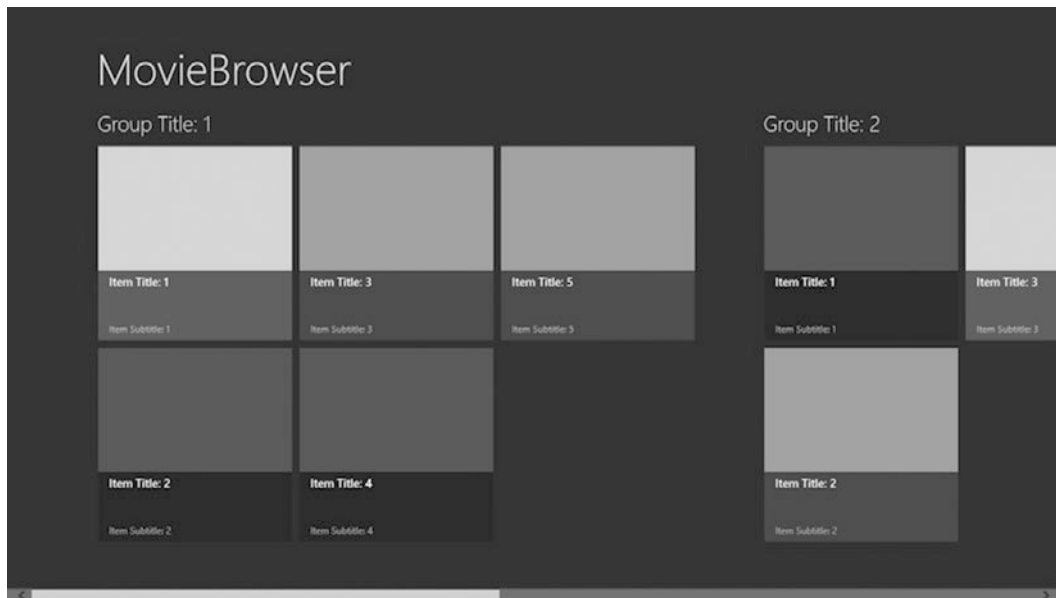 MovieBrowser
Group Title: 1
Item Title: 1
Item Subtitle: 1
Item Title: 3
Item Subtitle: 3
Item Title: 5
Item Subtitle: 5
Item Title: 2
Item Subtitle: 2
Item Title: 4
Item Subtitle: 4
Group Title: 2
Item Title: 1
Item Subtitle: 1
Item Title: 3
Item Subtitle: 3
Item Title: 2
Item Subtitle: 2